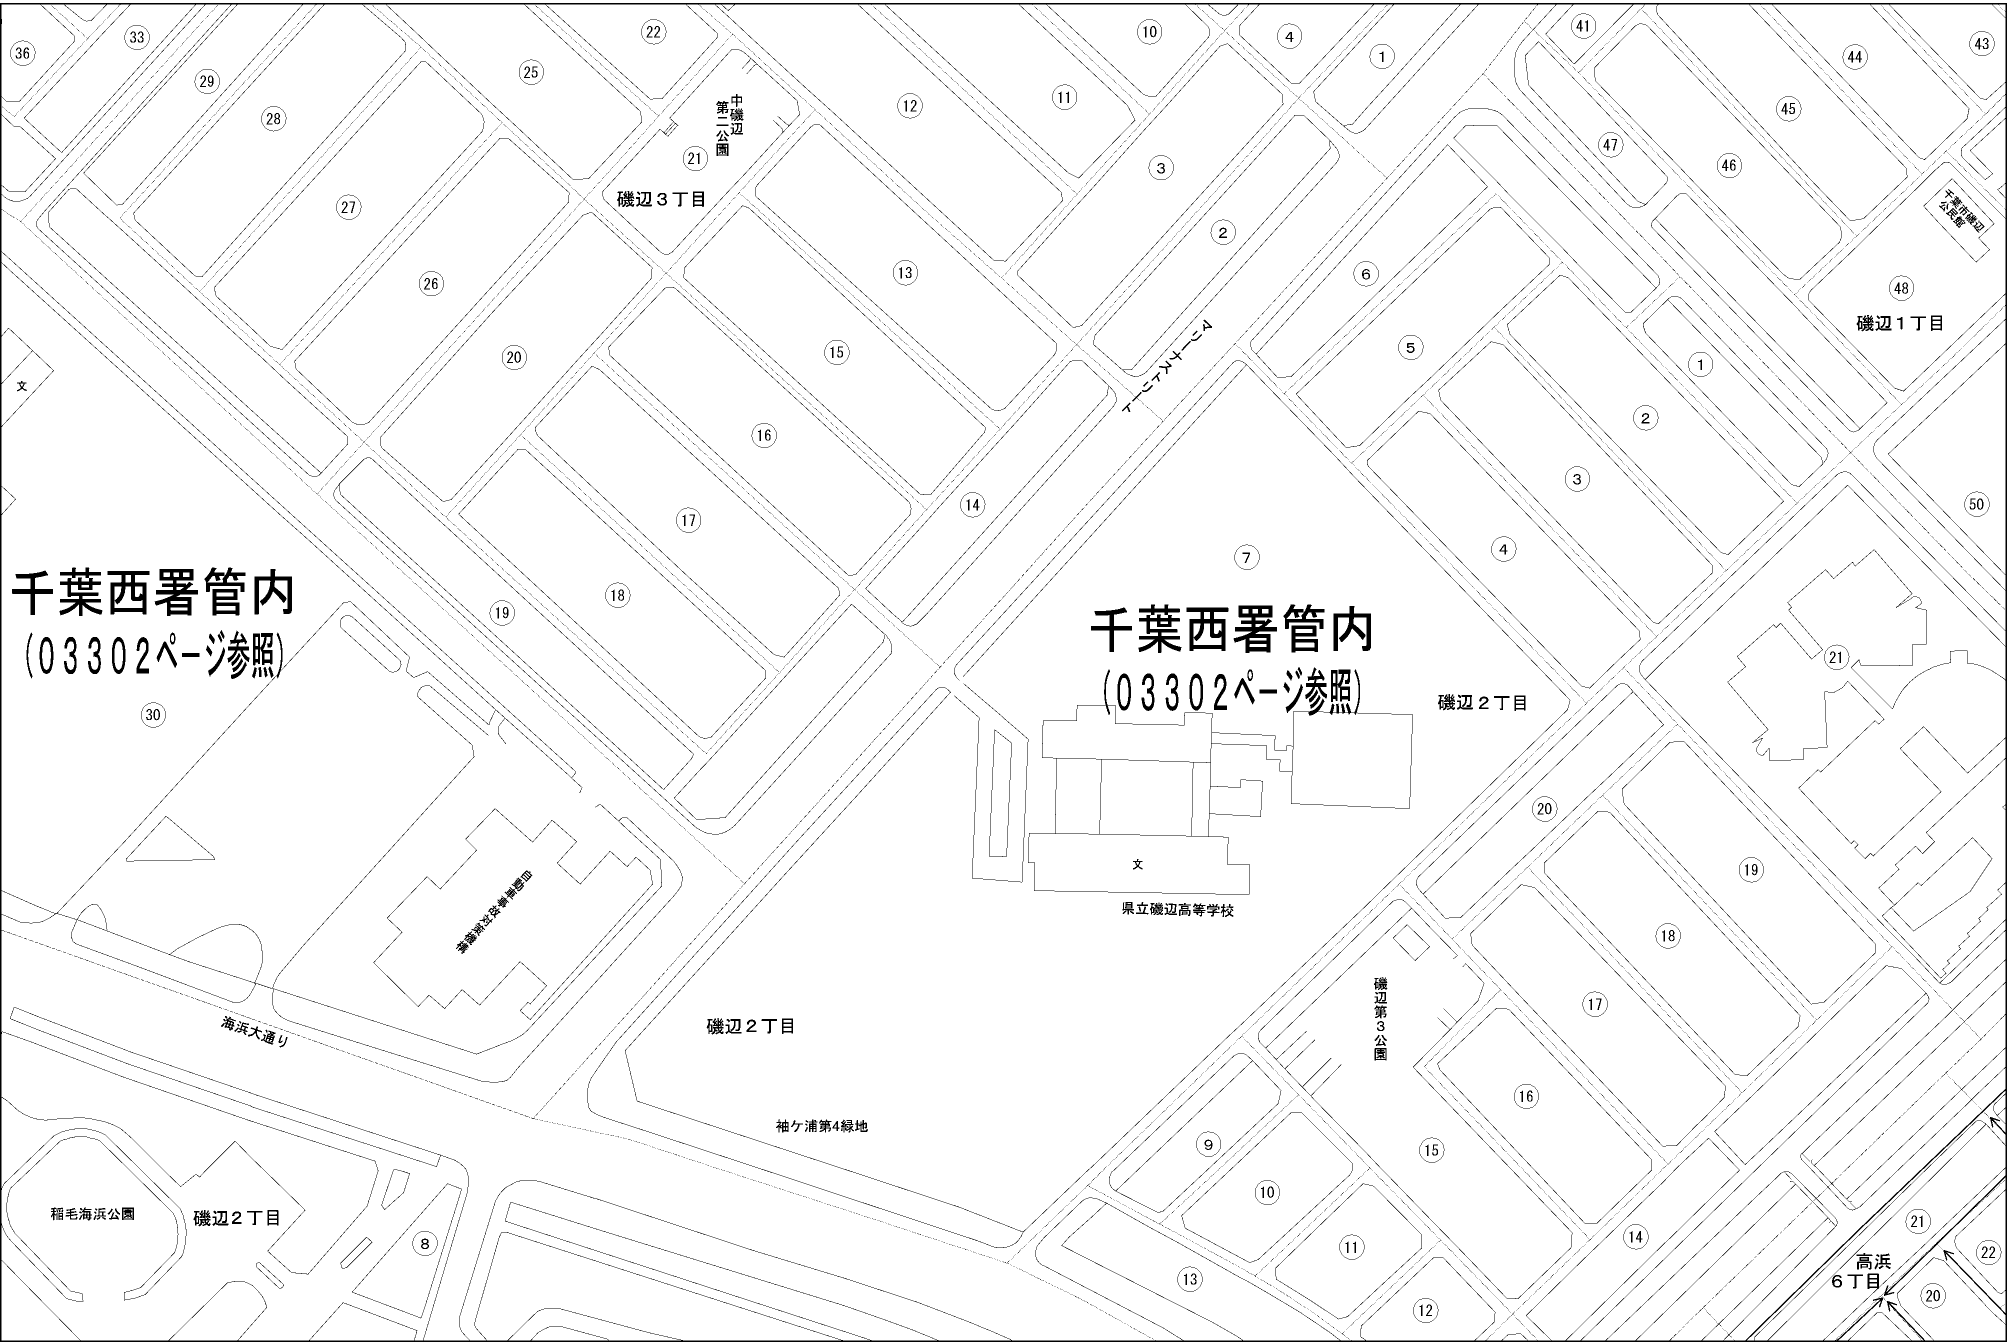 36
33
22
10
4
41
43
29
25
1
44
28
12
11
45
中磯辺
第二公園
47
21
3
46
磯辺３丁目
27
2
千葉市磯辺
公民館
26
13
6
48
マリーナストリート
磯辺１丁目
20
15
5
1
文
16
2
3
17
14
50
4
7
千葉西署管内
(０３３０２ページ参照)
19
18
千葉西署管内
(０３３０２ページ参照)
21
30
磯辺２丁目
20
文
19
自動車事故対策機構
県立磯辺高等学校
18
磯辺第３公園
17
海浜大通り
磯辺２丁目
16
袖ケ浦第4緑地
9
15
10
稲毛海浜公園
磯辺２丁目
8
11
14
21
22
13
高浜
６丁目
12
20